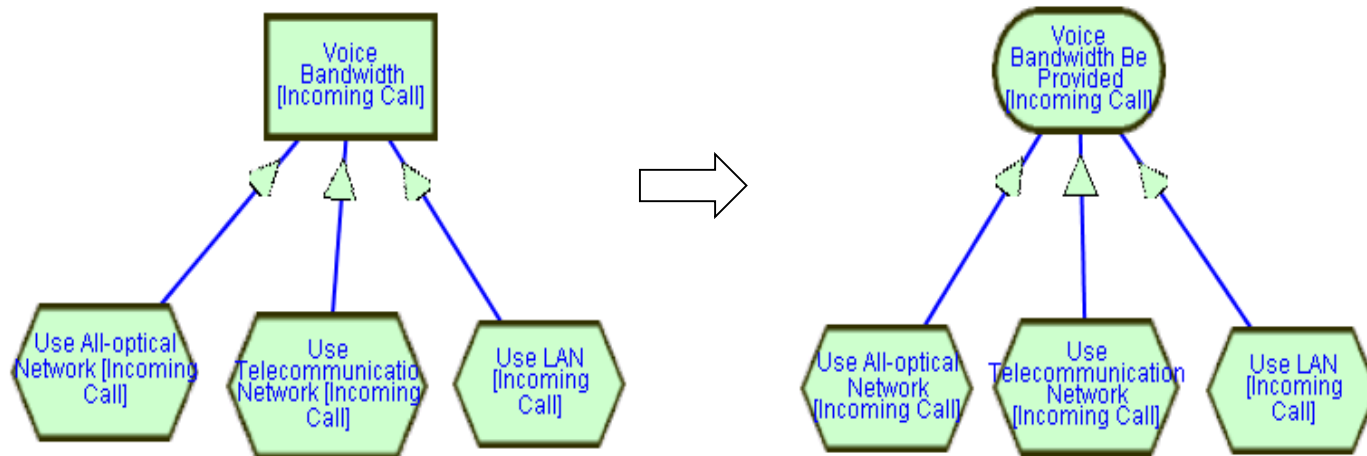 Voice
Bandwidth
[Incoming Call]
Use All-optical
Network [Incoming
Call]
Use
Telecommunicatio
Network [Incoming
Call]
Use LAN
[Incoming
Call]
Voice
Bandwidth Be
Provided
[Incoming Call]
Use All-optical
Network
[Incoming Call]
Use
Telecommunication
Network
[Incoming Call]
Use LAN
[Incoming
Call]